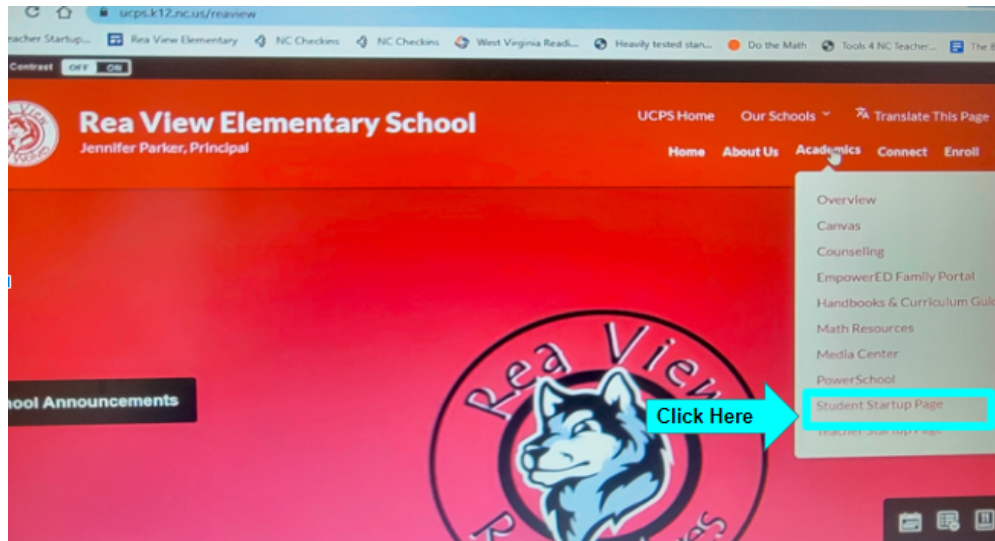 ucps.k12.nc.us/reaview
eacher Startup... Rea View Elementary NC Checkins NC Checkins West Virginia Readi... Heavily tested stan... Do the Math Tools 4 NC Teacher... The
Contrast OFF ON
Rea View Elementary School
Jennifer Parker, Principal
UCPS Home Our Schools Translate This Page
Home About Us Academics Connect Enroll
Overview
Canvas
Counseling
EmpowerED Family Portal
Handbooks & Curriculum Guid
Math Resources
Media Center
PowerSchool
Student Startup Page
Teacher Startup Page
Click Here
hool Announcements
Rea View